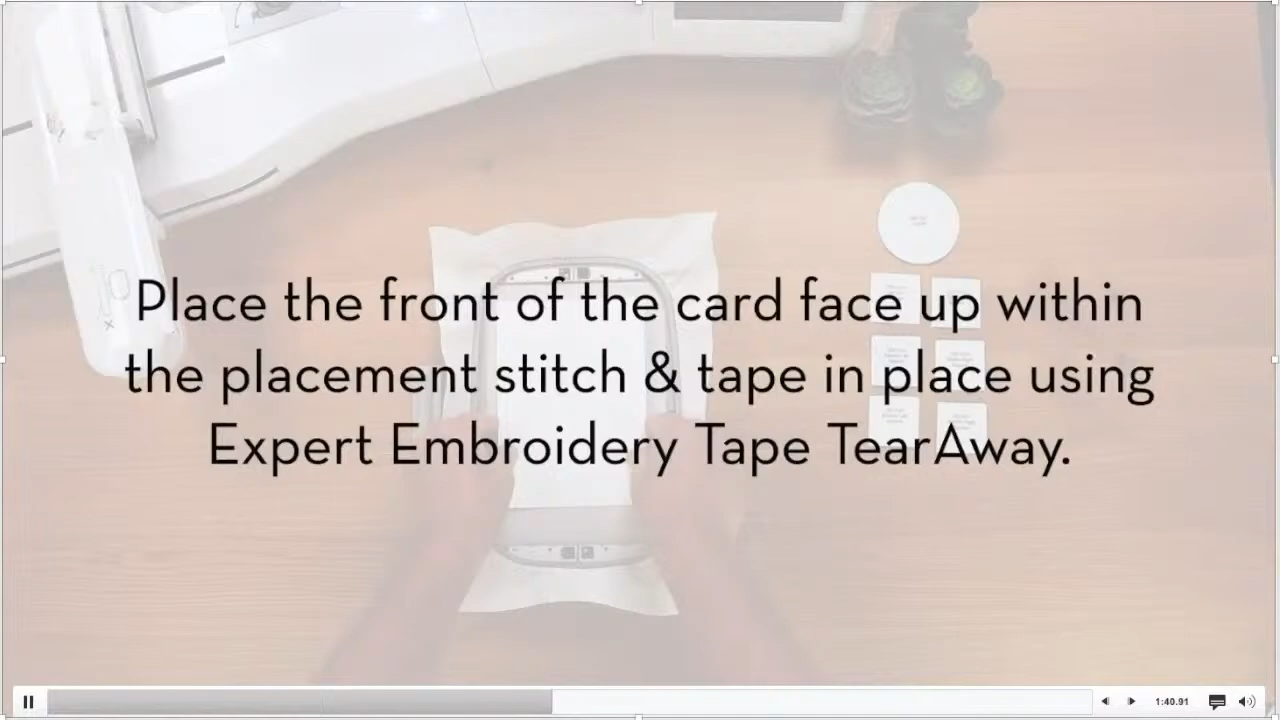 Place the front of the card face up within
the placement stitch & tape in place using
Expert Embroidery Tape TearAway.
1:40.91